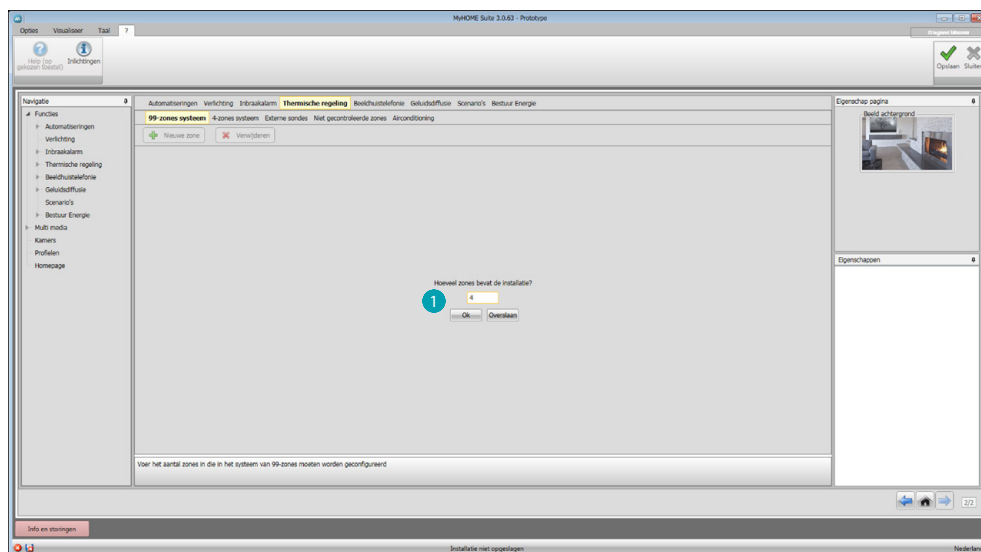 MyHOME Suite 3.0.63 - Prototype
Opties Visualiseer Taal ?
Help (op gekozen toestel)
Inlichtingen
Opslaan Sluiten
Navigatie
Functies
Automatiseringen
Verlichting
Inbraakalarm
Thermische regeling
Beeldhuistelefonie
Geluidsdiffusie
Scenario's
Bestuur Energie
Multi media
Kamers
Profielen
Homepage
Automatiseringen Verlichting Inbraakalarm Thermische regeling Beeldhuistelefonie Geluidsdiffusie Scenario's Bestuur Energie
99-zones systeem 4-zones systeem Externe sondes Niet gecontroleerde zones Airconditioning
Nieuwe zone Verwijderen
Hoeveel zones bevat de installatie?
1
4
Ok Overslaan
Voer het aantal zones in die in het systeem van 99-zones moeten worden geconfigureerd
Eigenschap pagina
Beeld achtergrond
Eigenschappen
2/2
Info en storingen
Installatie niet opgeslagen
Nederlan